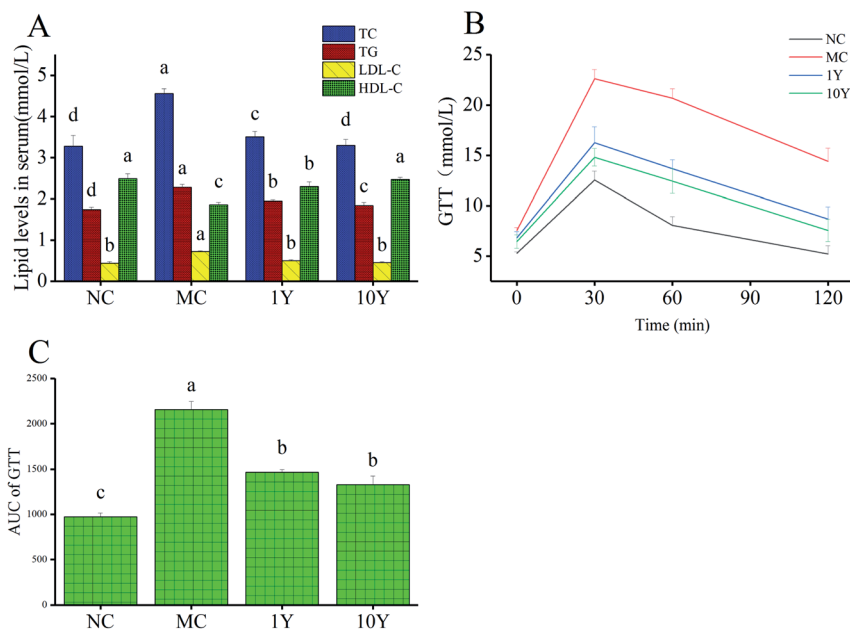 A
Lipid levels in serum(mmol/L)
5
4
3
2
1
0
TC
TG
LDL-C
HDL-C
d
d
b
a
a
b
a
c
c
b
b
b
d
c
b
a
NC
MC
1Y
10Y
B
GTT (mmol/L)
25
20
15
10
5
NC
MC
1Y
10Y
0
30
60
90
120
Time (min)
C
AUC of GTT
2500
2000
1500
1000
500
0
c
a
b
b
NC
MC
1Y
10Y